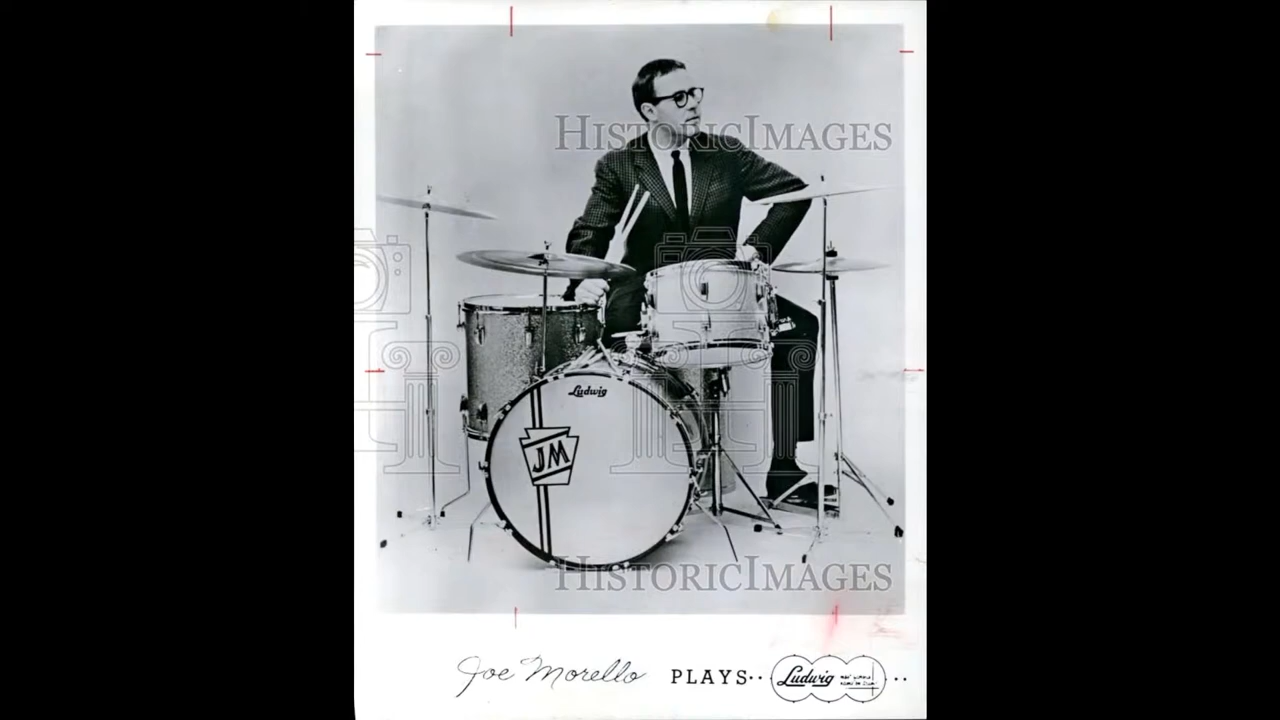 HISTORICIMAGES
Ludwig
JM
HISTORICIMAGES
Joe Morello PLAYS.. Ludwig ..